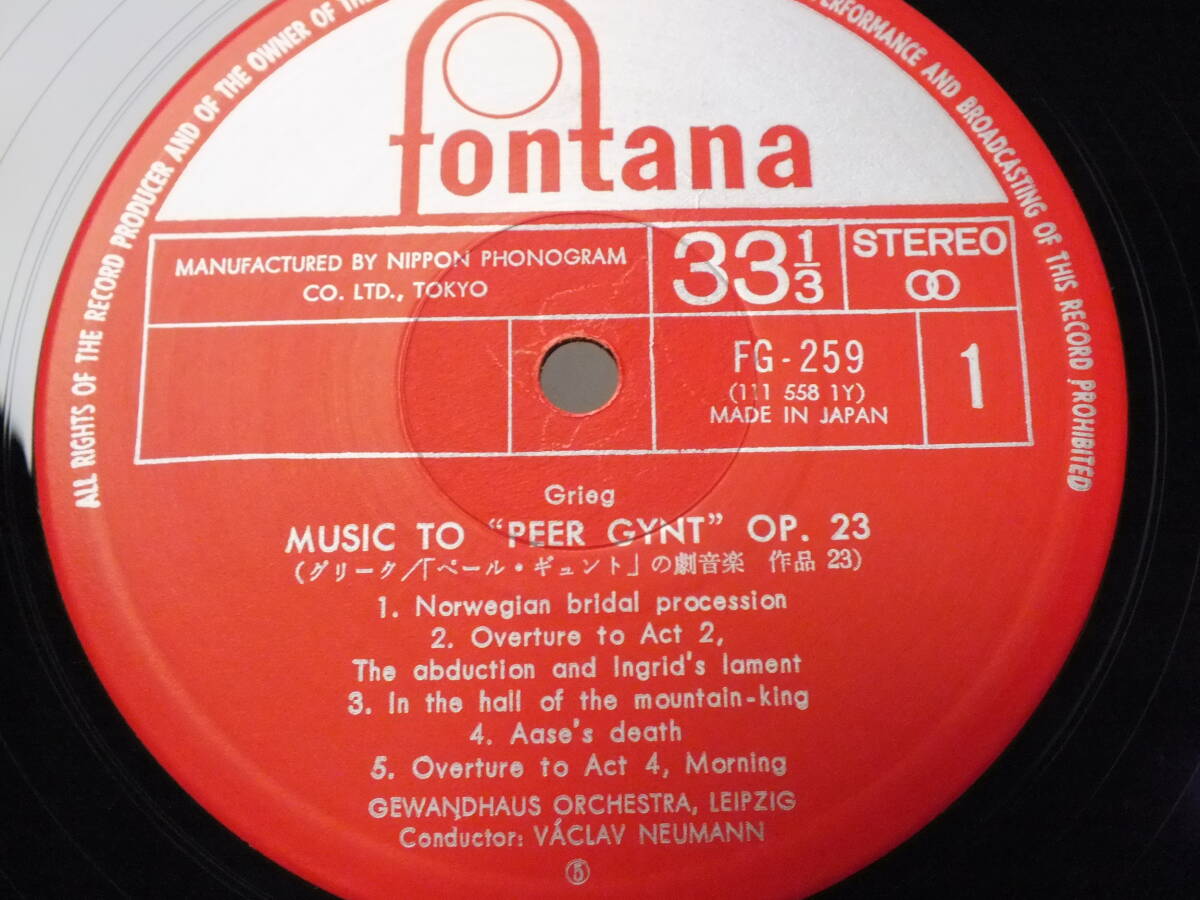 ALL RIGHTS OF THE RECORD PRODUCER AND OF THE OWNER OF THE
PERFORMANCE AND BROADCASTING OF THIS RECORD PROHIBITED
fontana
MANUFACTURED BY NIPPON PHONOGRAM
CO. LTD., TOKYO
33 1/3
STEREO
FG-259
(111 558 1Y)
MADE IN JAPAN
1
Grieg
MUSIC TO “PEER GYNT” OP. 23
(グリーク/「ペール・ギュント」の劇音楽 作品 23)
1. Norwegian bridal procession
2. Overture to Act 2,
The abduction and Ingrid's lament
3. In the hall of the mountain-king
4. Aase's death
5. Overture to Act 4, Morning
GEWANDHAUS ORCHESTRA, LEIPZIG
Conductor: VÁCLAV NEUMANN
⑤